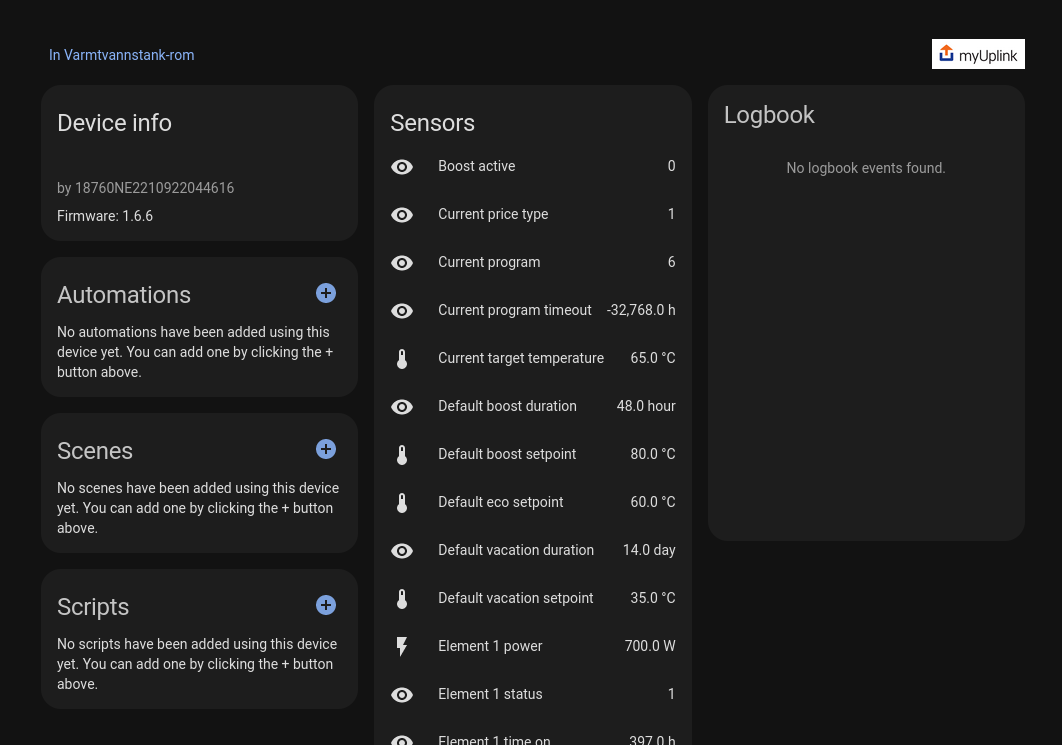 In Varmtvannstank-rom
myUplink
Device info
by 18760NE2210922044616
Firmware: 1.6.6
Automations
No automations have been added using this
device yet. You can add one by clicking the +
button above.
Scenes
No scenes have been added using this device
yet. You can add one by clicking the + button
above.
Scripts
No scripts have been added using this device
yet. You can add one by clicking the + button
above.
Sensors
Boost active 0
Current price type 1
Current program 6
Current program timeout -32,768.0 h
Current target temperature 65.0 °C
Default boost duration 48.0 hour
Default boost setpoint 80.0 °C
Default eco setpoint 60.0 °C
Default vacation duration 14.0 day
Default vacation setpoint 35.0 °C
Element 1 power 700.0 W
Element 1 status 1
Element 1 time on 397.0 h
Logbook
No logbook events found.